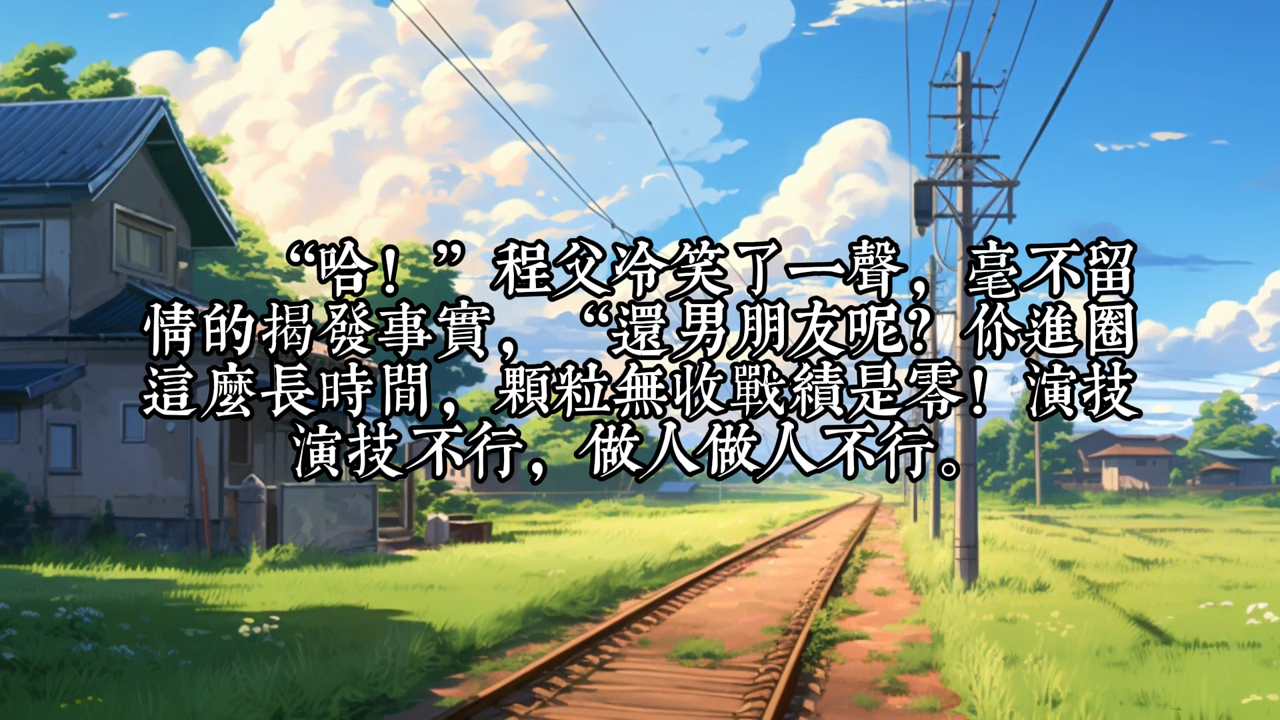 “哈！”程父冷笑了一聲，毫不留
情的揭發事實，“還男朋友呢？你進圈
這麼長時間，顆粒無收戰績是零！演技
演技不行，做人做人不行。